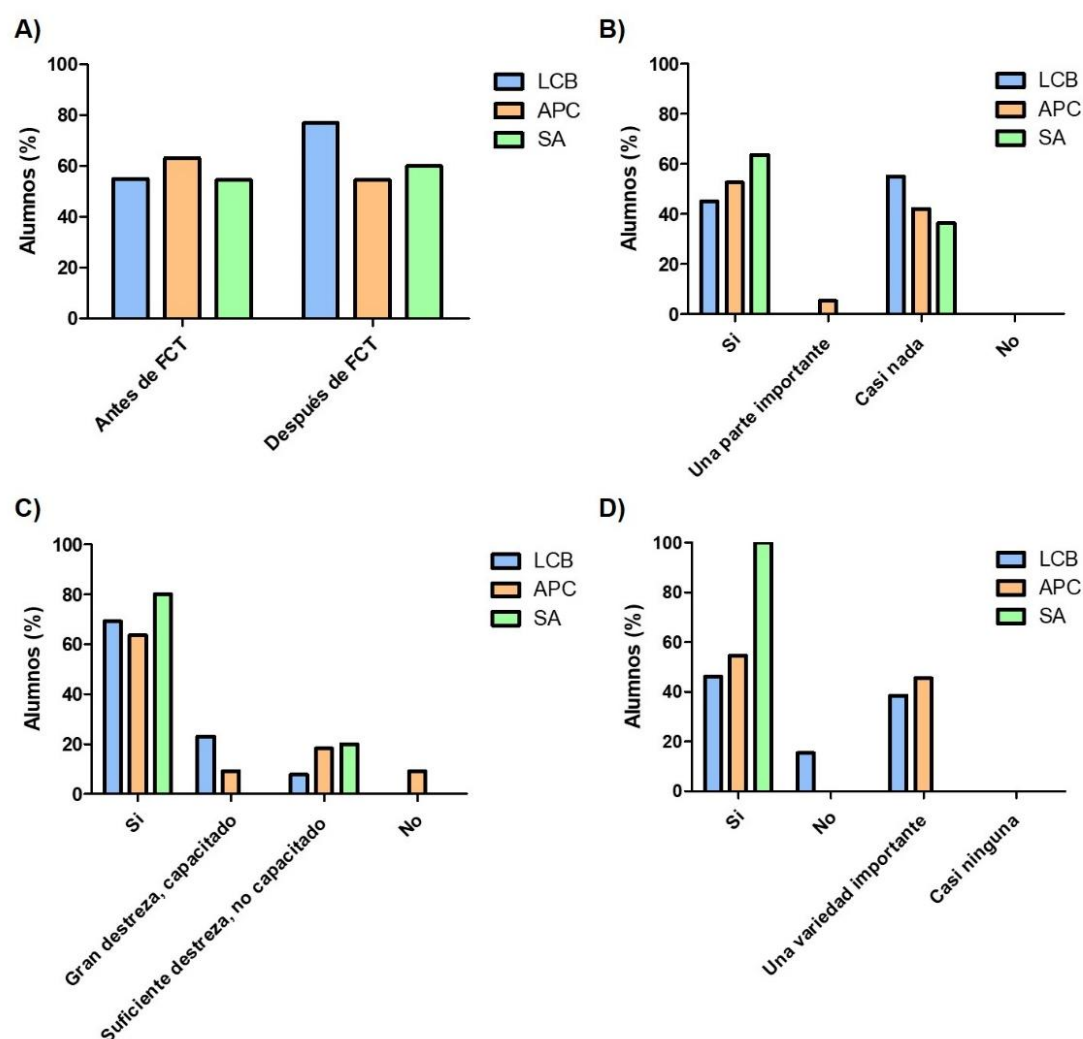 A)
100
80
60
40
20
0
Alumnos (%)
Antes de FCT
Después de FCT
LCB
APC
SA
B)
100
80
60
40
20
0
Alumnos (%)
Si
Una parte importante
Casi nada
No
LCB
APC
SA
C)
100
80
60
40
20
0
Alumnos (%)
Si
Gran destreza, capacitado
Suficiente destreza, no capacitado
No
LCB
APC
SA
D)
100
80
60
40
20
0
Alumnos (%)
Si
No
Una variedad importante
Casi ninguna
LCB
APC
SA